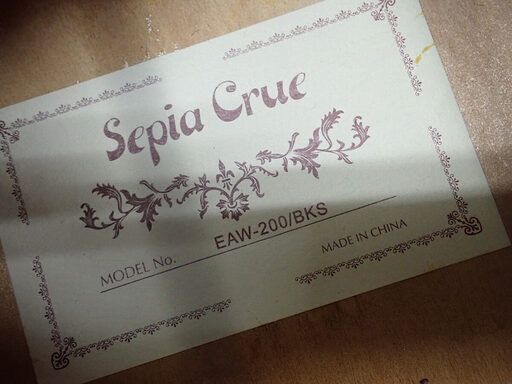 Sepia Crue
MODEL No. EAW-200/BKS
MADE IN CHINA